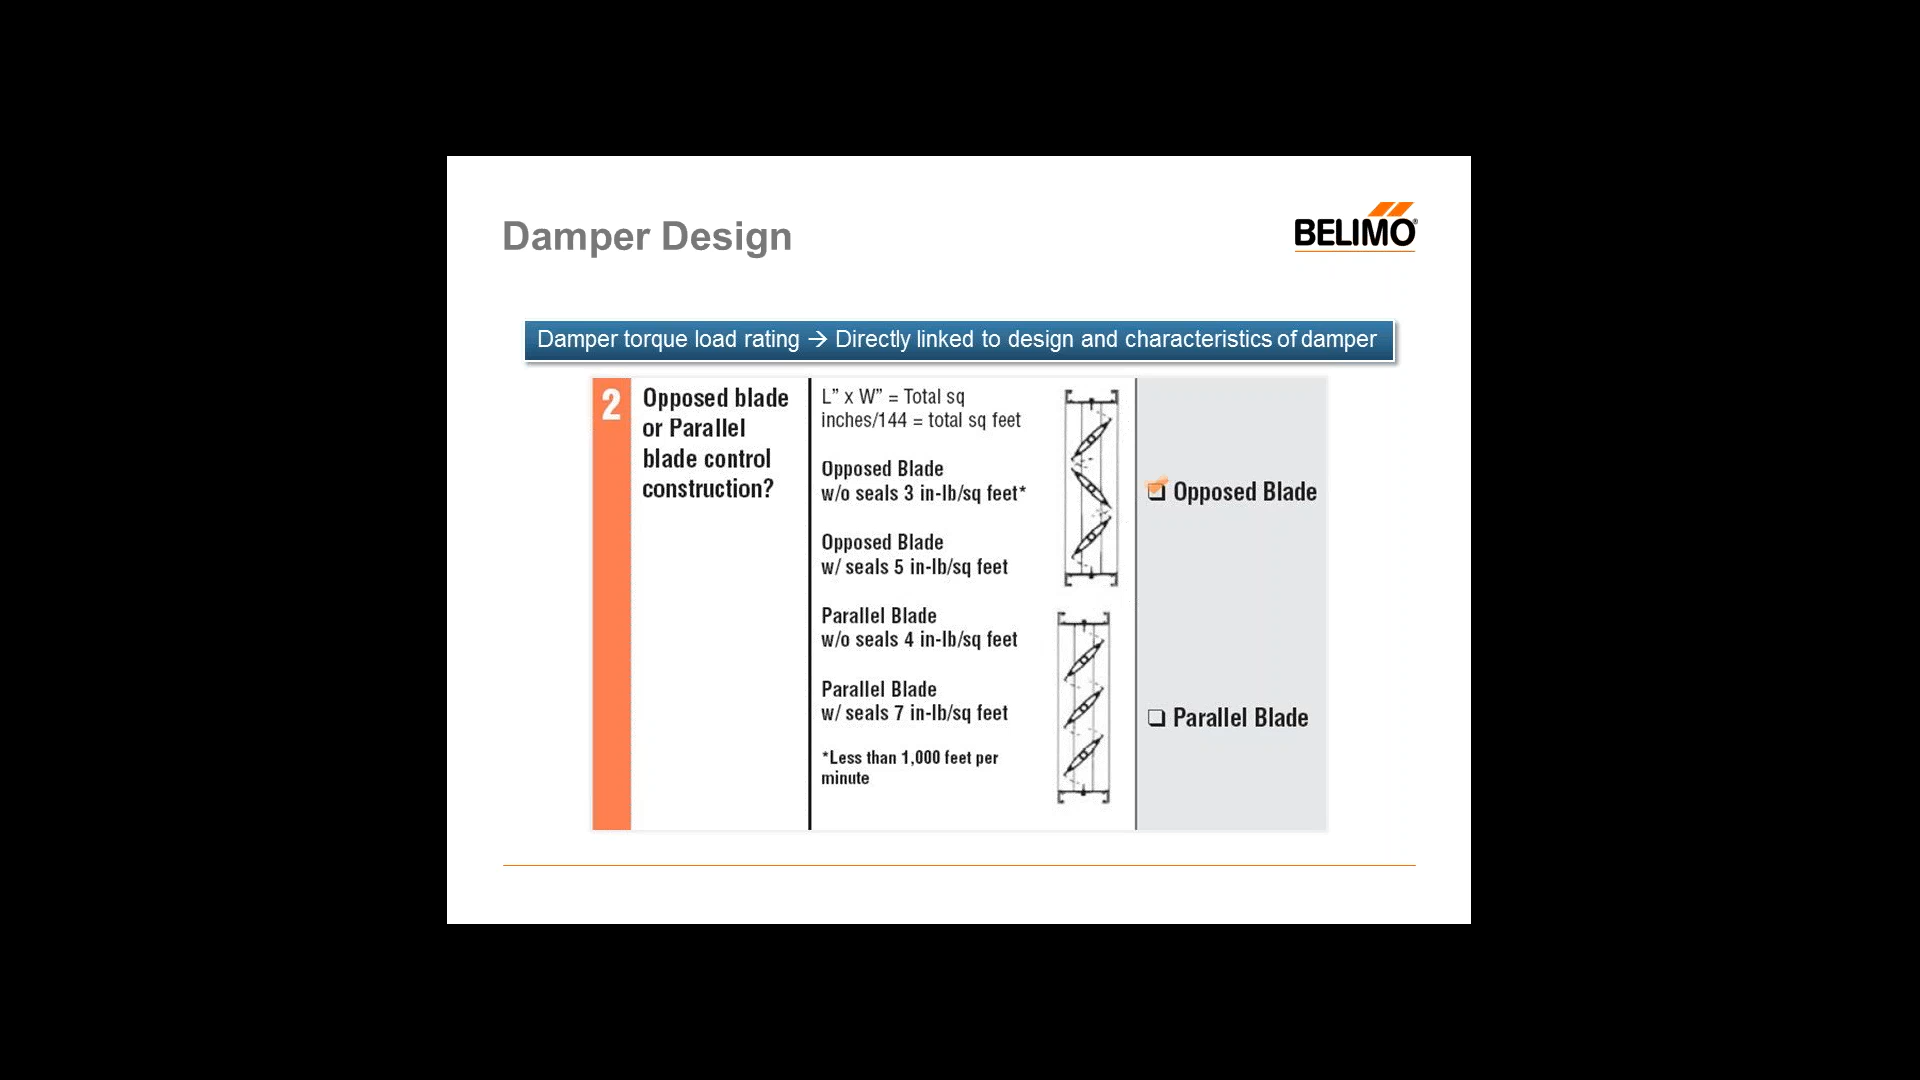 Damper Design
BELIMO®
Damper torque load rating → Directly linked to design and characteristics of damper
2
Opposed blade
or Parallel
blade control
construction?
L” x W” = Total sq
inches/144 = total sq feet
Opposed Blade
w/o seals 3 in-lb/sq feet*
Opposed Blade
w/ seals 5 in-lb/sq feet
Parallel Blade
w/o seals 4 in-lb/sq feet
Parallel Blade
w/ seals 7 in-lb/sq feet
*Less than 1,000 feet per
minute
Opposed Blade
Parallel Blade